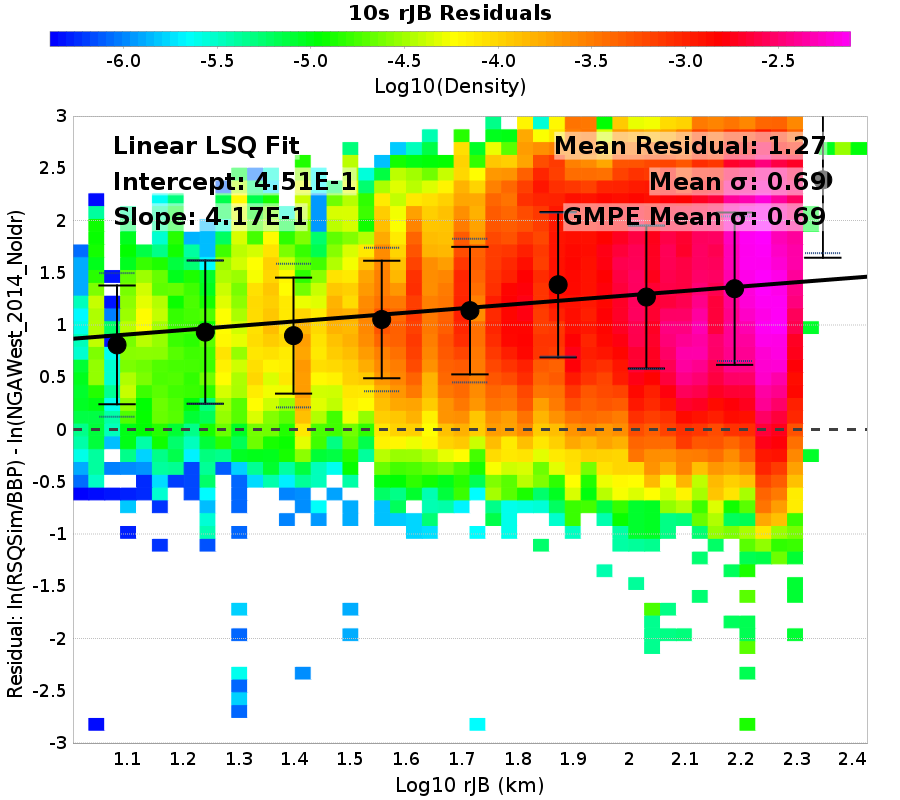 10s rJB Residuals
-6.0 -5.5 -5.0 -4.5 -4.0 -3.5 -3.0 -2.5
Log10(Density)
Linear LSQ Fit
Intercept: 4.51E-1
Slope: 4.17E-1
Mean Residual: 1.27
Mean σ: 0.69
GMPE Mean σ: 0.69
Residual: ln(RSQSim/BBP) - ln(NGAWest_2014_NoIdr)
3
2.5
2
1.5
1
0.5
0
-0.5
-1
-1.5
-2
-2.5
-3
1.1 1.2 1.3 1.4 1.5 1.6 1.7 1.8 1.9 2 2.1 2.2 2.3 2.4
Log10 rJB (km)